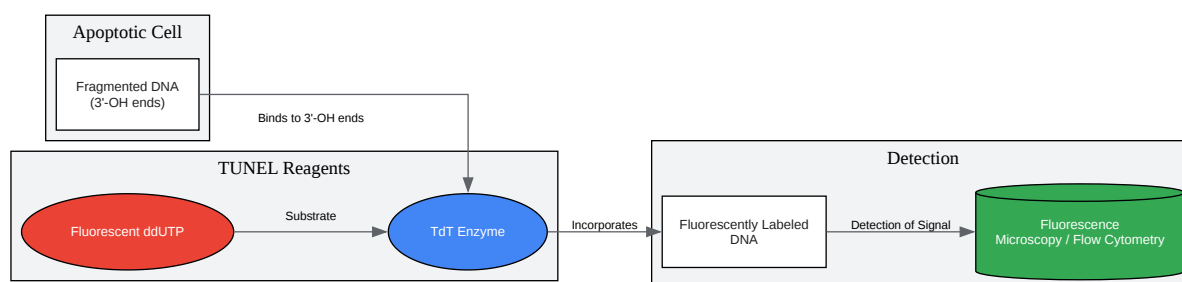 Apoptotic Cell
Fragmented DNA
(3'-OH ends)
Binds to 3'-OH ends
TUNEL Reagents
Fluorescent ddUTP
Substrate
TdT Enzyme
Incorporates
Detection
Fluorescently Labeled
DNA
Detection of Signal
Fluorescence
Microscopy / Flow Cytometry